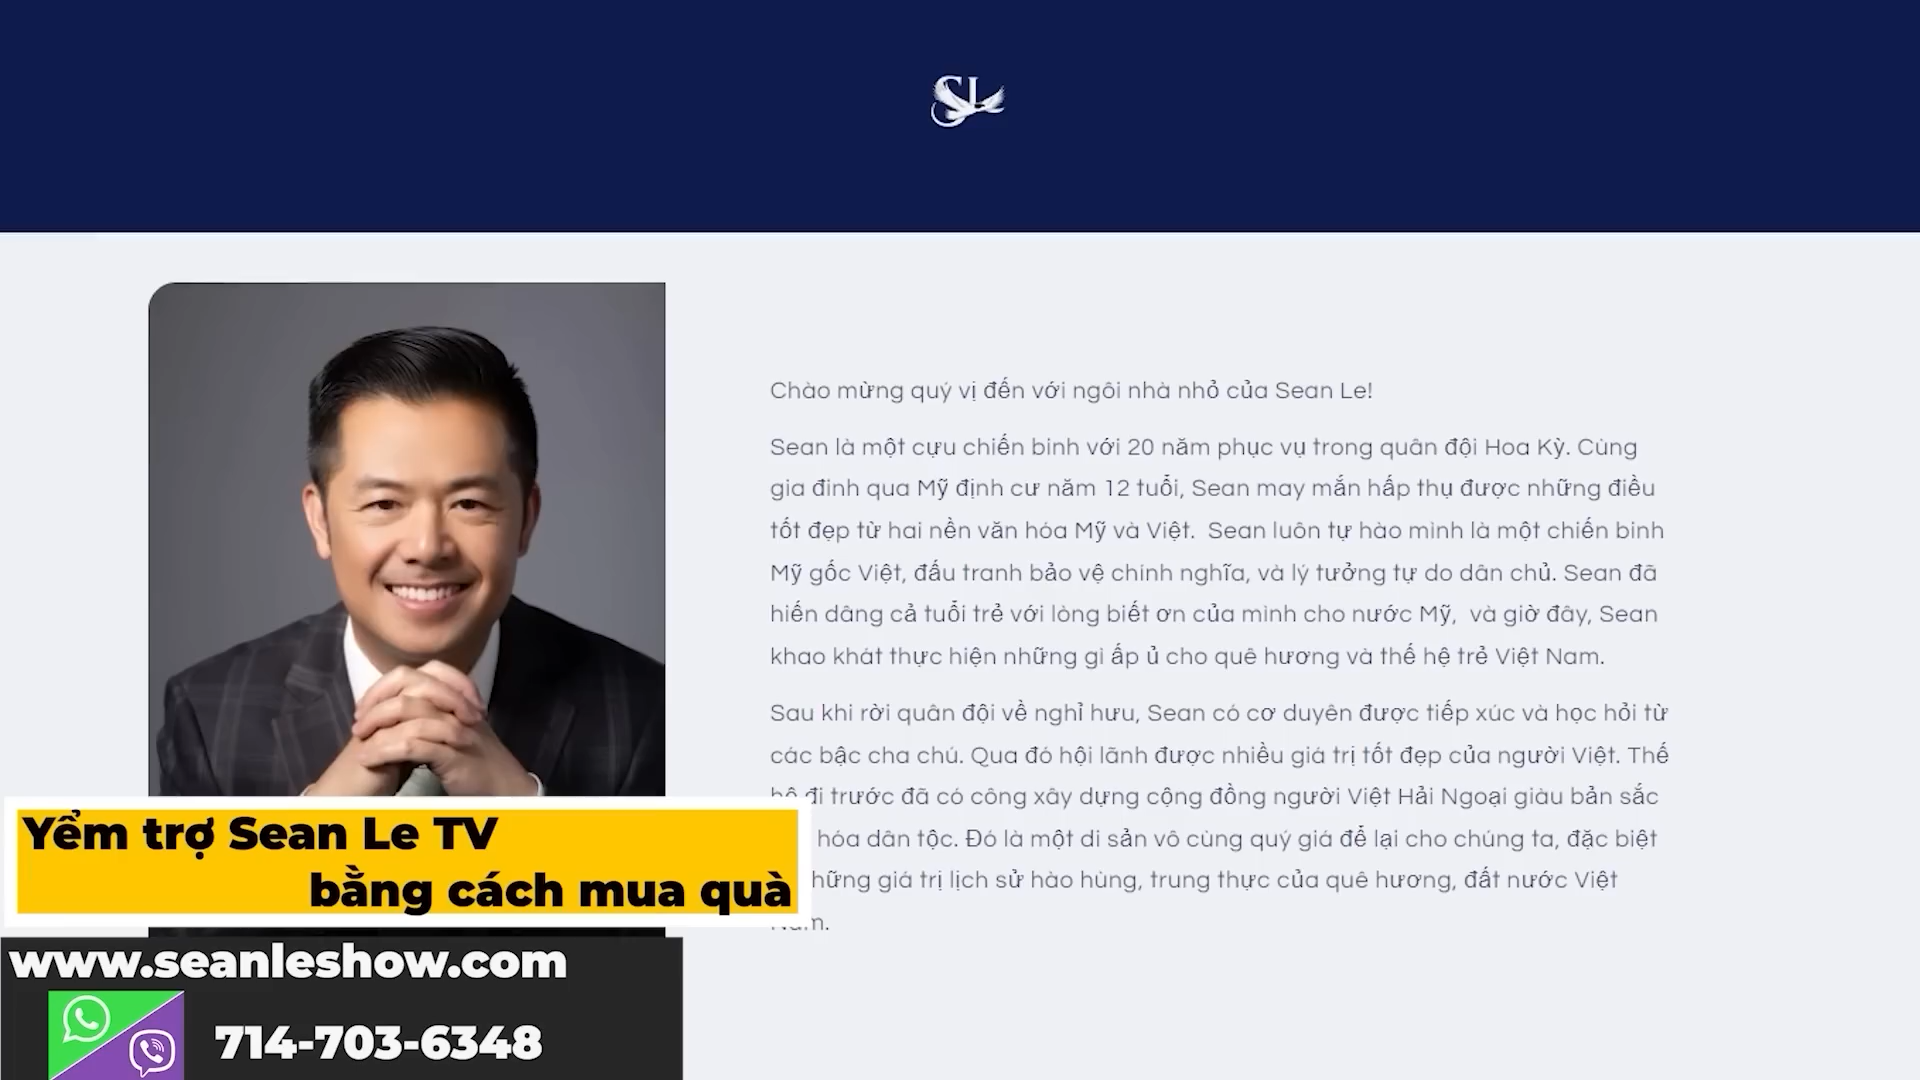 SL
Chào mừng quý vị đến với ngôi nhà nhỏ của Sean Le!
Sean là một cựu chiến binh với 20 năm phục vụ trong quân đội Hoa Kỳ. Cùng
gia đình qua Mỹ định cư năm 12 tuổi, Sean may mắn hấp thụ được những điều
tốt đẹp từ hai nền văn hóa Mỹ và Việt. Sean luôn tự hào mình là một chiến binh
Mỹ gốc Việt, đấu tranh bảo vệ chính nghĩa, và lý tưởng tự do dân chủ. Sean đã
hiến dâng cả tuổi trẻ với lòng biết ơn của mình cho nước Mỹ, và giờ đây, Sean
khao khát thực hiện những gì ấp ủ cho quê hương và thế hệ trẻ Việt Nam.
Sau khi rời quân đội về nghỉ hưu, Sean có cơ duyên được tiếp xúc và học hỏi từ
các bậc cha chú. Qua đó hội lãnh được nhiều giá trị tốt đẹp của người Việt. Thế
đi trước đã có công xây dựng cộng đồng người Việt Hải Ngoại giàu bản sắc
hóa dân tộc. Đó là một di sản vô cùng quý giá để lại cho chúng ta, đặc biệt
giá trị lịch sử hào hùng, trung thực của quê hương, đất nước Việt
Yểm trợ Sean Le TV
bằng cách mua quà
www.seanleshow.com
714-703-6348